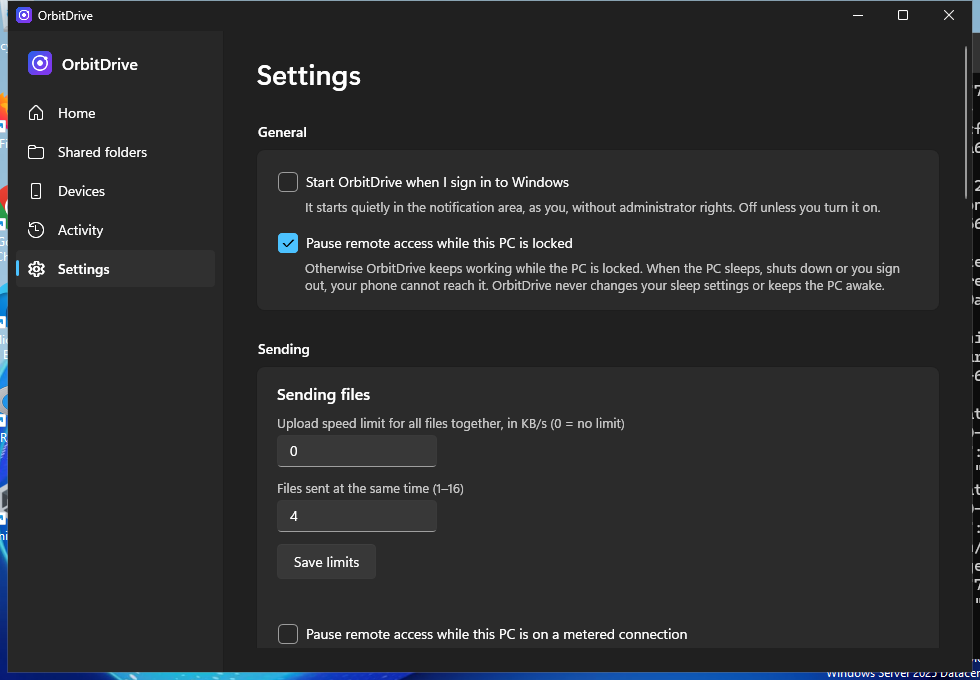 OrbitDrive
OrbitDrive
Home
Shared folders
Devices
Activity
Settings
Settings
General
Start OrbitDrive when I sign in to Windows
It starts quietly in the notification area, as you, without administrator rights. Off unless you turn it on.
Pause remote access while this PC is locked
Otherwise OrbitDrive keeps working while the PC is locked. When the PC sleeps, shuts down or you sign
out, your phone cannot reach it. OrbitDrive never changes your sleep settings or keeps the PC awake.
Sending
Sending files
Upload speed limit for all files together, in KB/s (0 = no limit)
0
Files sent at the same time (1–16)
4
Save limits
Pause remote access while this PC is on a metered connection
Windows Server 2025 Datacen